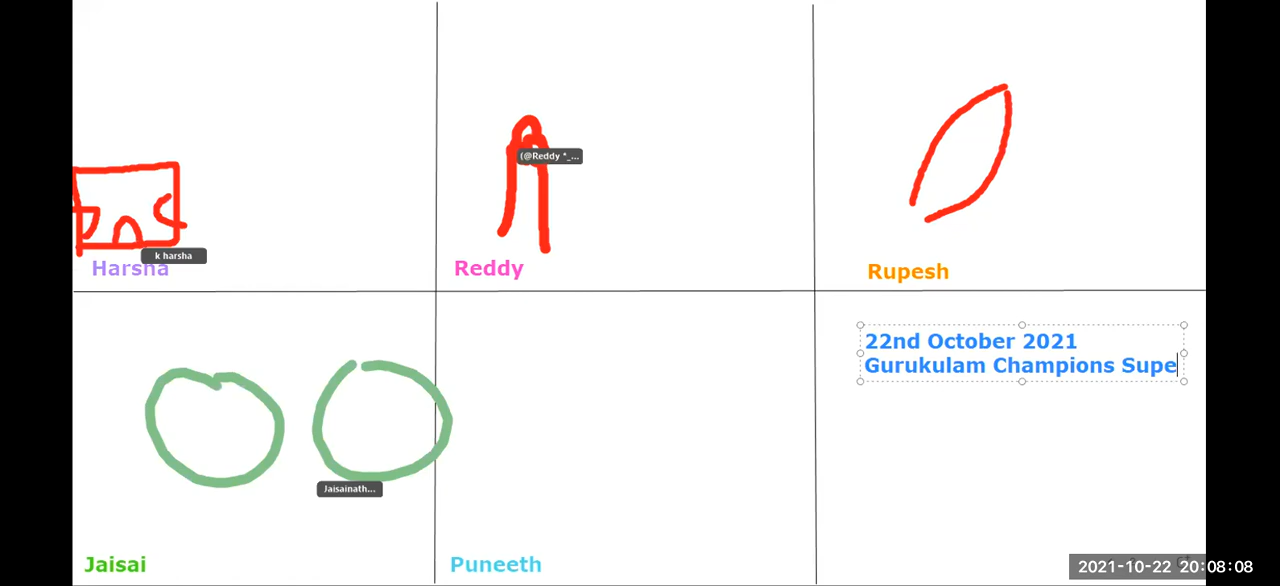 (@Reddy *_...
k harsha
Harsha
Reddy
Rupesh
22nd October 2021
Gurukulam Champions Supe
Jaisainath...
Jaisai
Puneeth
2021-10-22 20:08:08